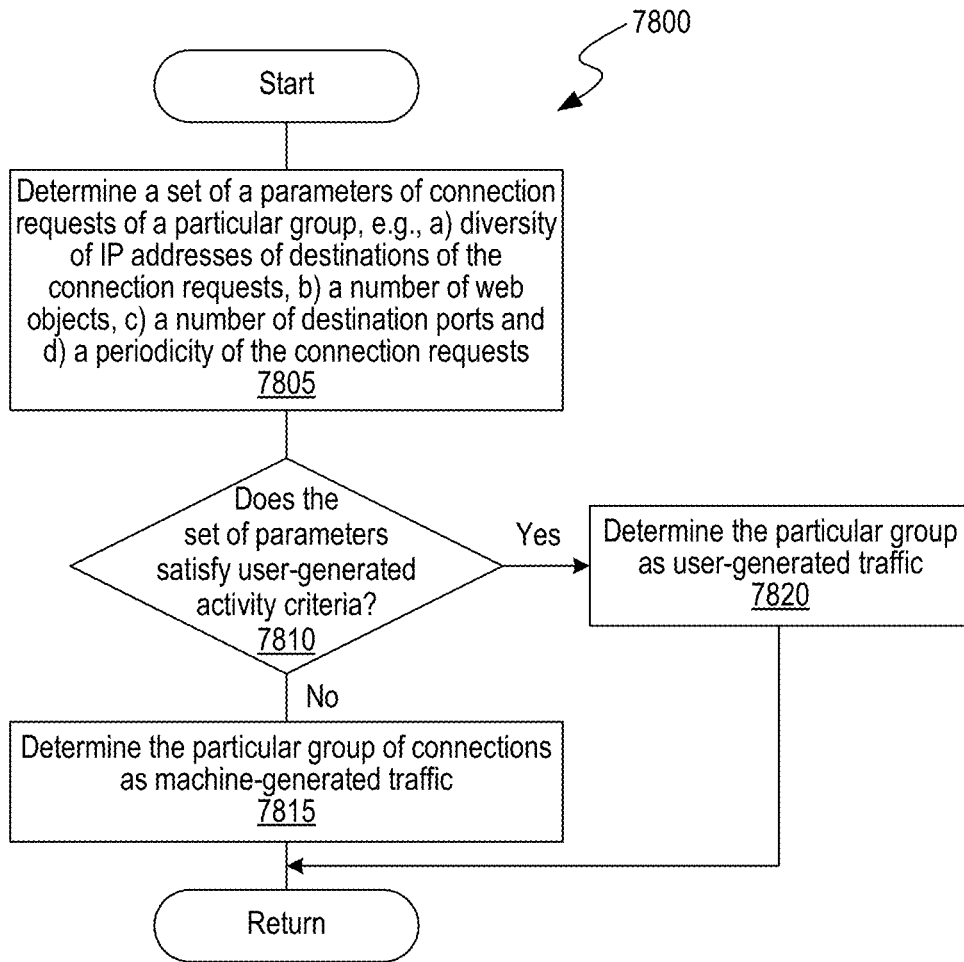 7800
Start
Determine a set of a parameters of connection
requests of a particular group, e.g., a) diversity
of IP addresses of destinations of the
connection requests, b) a number of web
objects, c) a number of destination ports and
d) a periodicity of the connection requests
7805
Does the
set of parameters
satisfy user-generated
activity criteria?
7810
Yes
Determine the particular group
as user-generated traffic
7820
No
Determine the particular group of connections
as machine-generated traffic
7815
Return